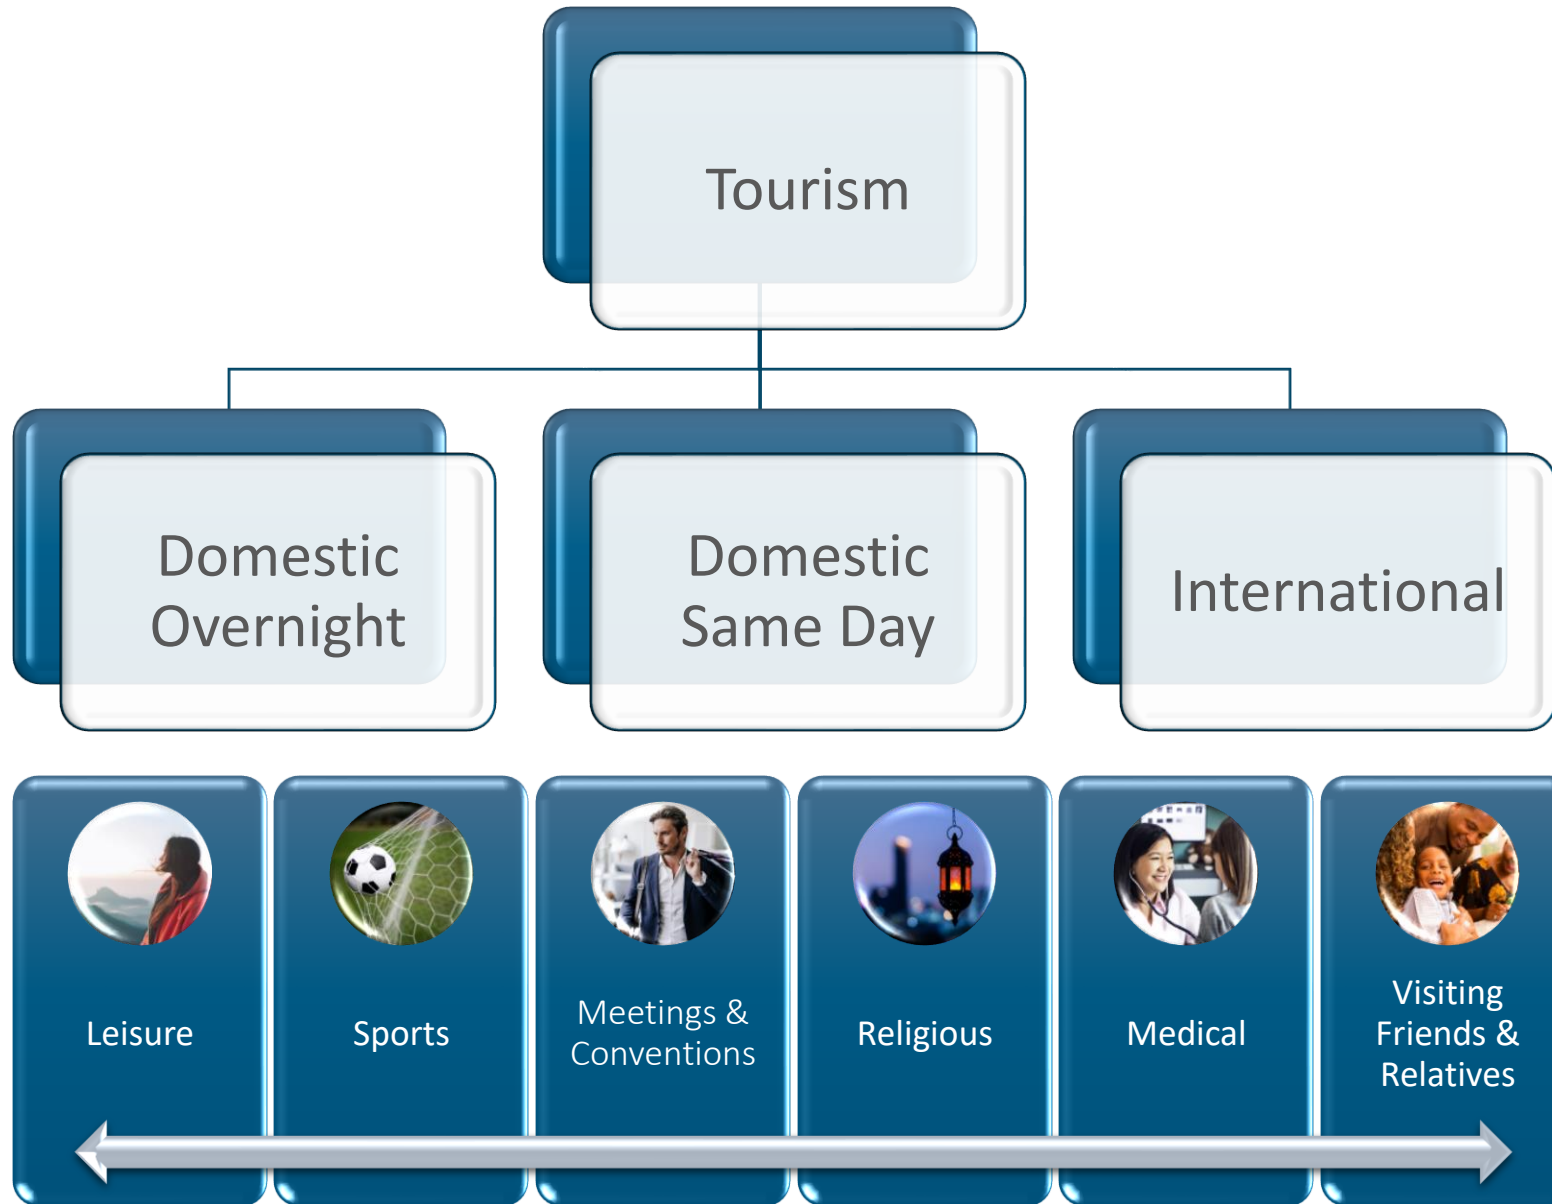 Tourism
Domestic
Overnight
Domestic
Same Day
International
Leisure
Sports
Meetings &
Conventions
Religious
Medical
Visiting
Friends &
Relatives